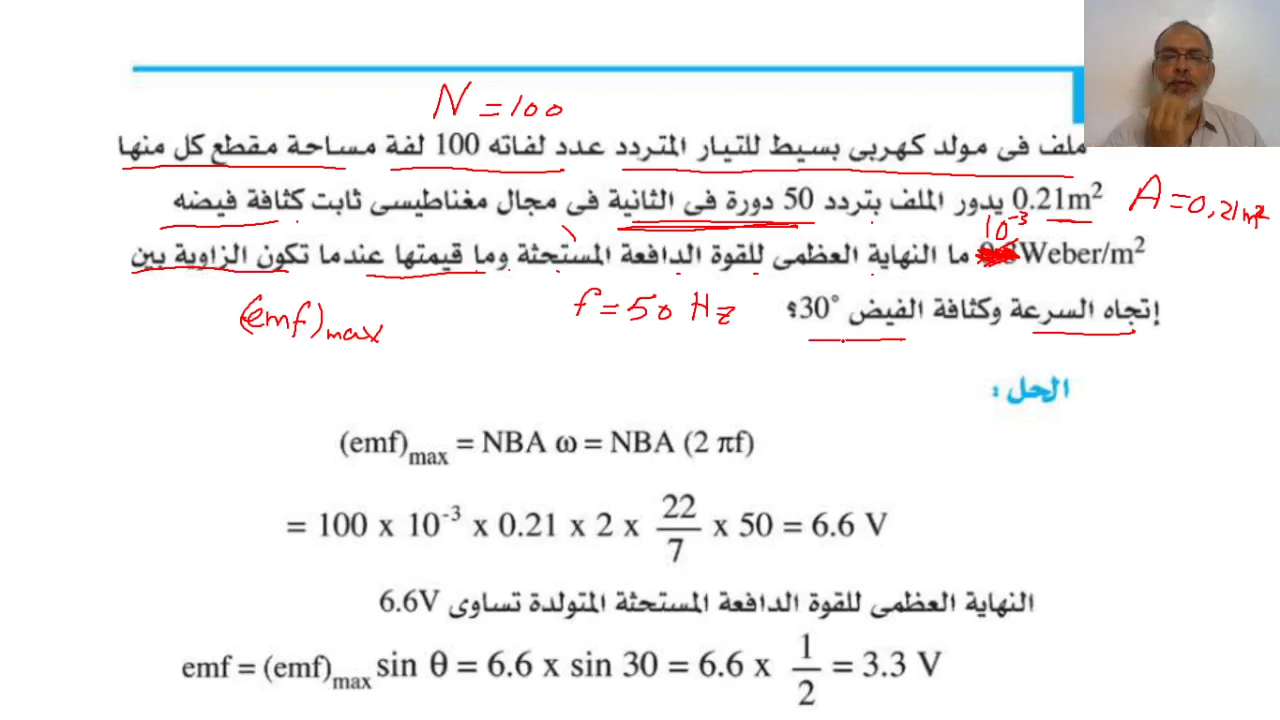 N = 100
ملف فى مولد كهربى بسيط للتيار المتردد عدد لفاته 100 لفة مساحة مقطع كل منها
0.21m² يدور الملف بتردد 50 دورة فى الثانية فى مجال مغناطيسى ثابت كثافة فيضه
A = 0,21m²
10⁻³
Weber/m² ما النهاية العظمى للقوة الدافعة المستحثة وما قيمتها عندما تكون الزاوية بين
إتجاه السرعة وكثافة الفيض 30° ؟
f = 50 Hz
(emf)max
الحل :
(emf)max = NBA ω = NBA (2 πf)
= 100 x 10⁻³ x 0.21 x 2 x 22/7 x 50 = 6.6 V
النهاية العظمى للقوة الدافعة المستحثة المتولدة تساوى 6.6V
emf = (emf)max sin θ = 6.6 x sin 30 = 6.6 x 1/2 = 3.3 V